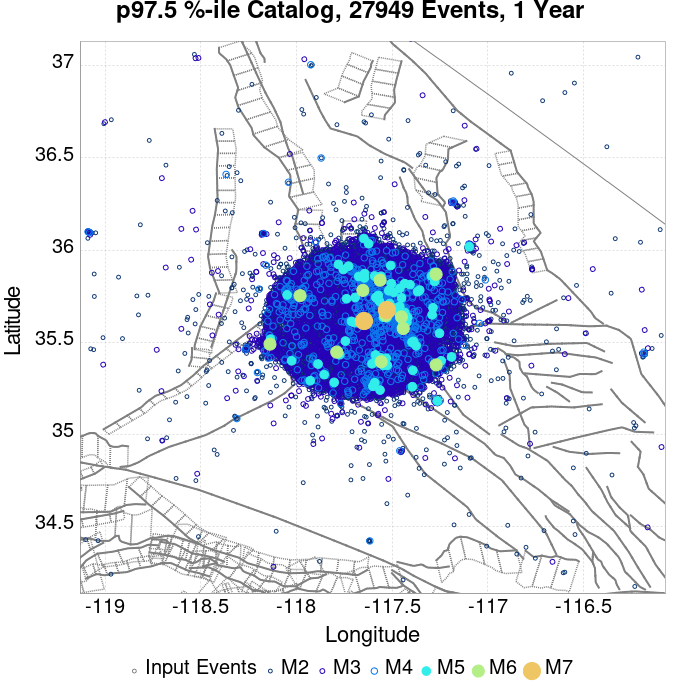 p97.5 %-ile Catalog, 27949 Events, 1 Year
37
36.5
36
35.5
35
34.5
Latitude
-119 -118.5 -118 -117.5 -117 -116.5
Longitude
Input Events M2 M3 M4 M5 M6 M7